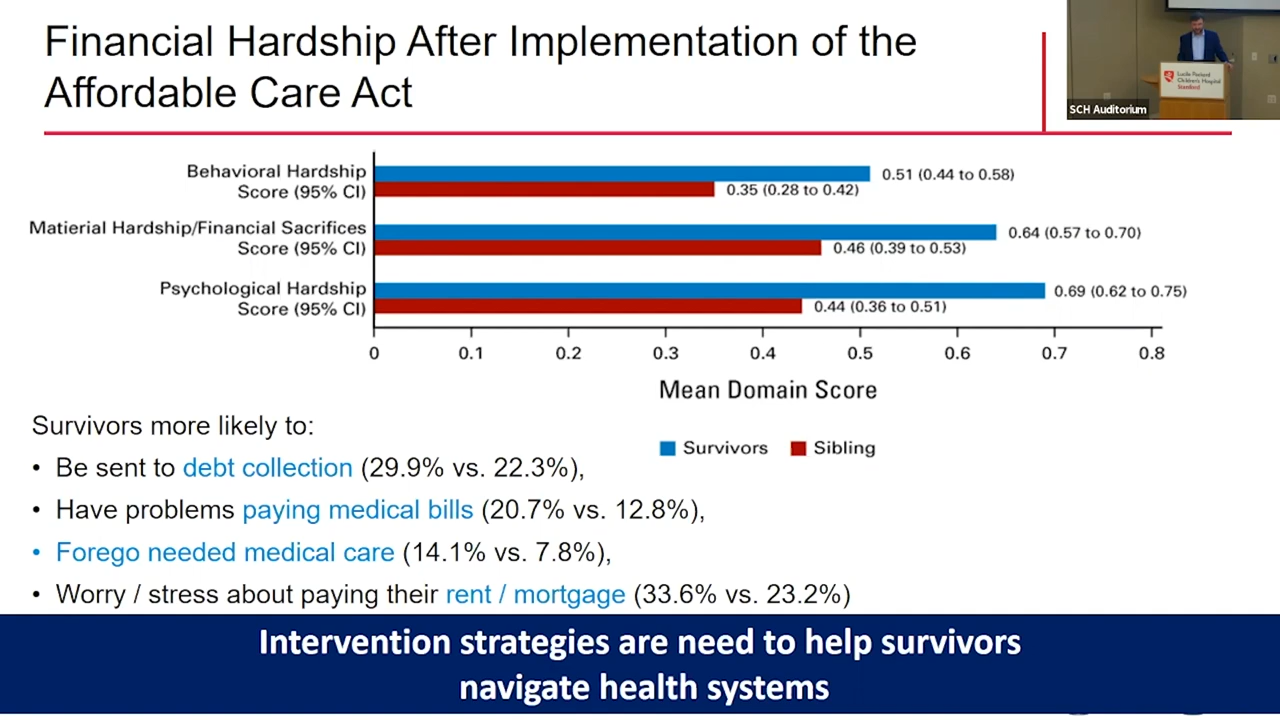 Financial Hardship After Implementation of the
Affordable Care Act
SCH Auditorium
Lucile Packard
Children's Hospital
Stanford
Behavioral Hardship
Score (95% CI)
0.51 (0.44 to 0.58)
0.35 (0.28 to 0.42)
Matierial Hardship/Financial Sacrifices
Score (95% CI)
0.64 (0.57 to 0.70)
0.46 (0.39 to 0.53)
Psychological Hardship
Score (95% CI)
0.69 (0.62 to 0.75)
0.44 (0.36 to 0.51)
0 0.1 0.2 0.3 0.4 0.5 0.6 0.7 0.8
Mean Domain Score
Survivors Sibling
Survivors more likely to:
• Be sent to debt collection (29.9% vs. 22.3%),
• Have problems paying medical bills (20.7% vs. 12.8%),
• Forego needed medical care (14.1% vs. 7.8%),
• Worry / stress about paying their rent / mortgage (33.6% vs. 23.2%)
Intervention strategies are need to help survivors
navigate health systems